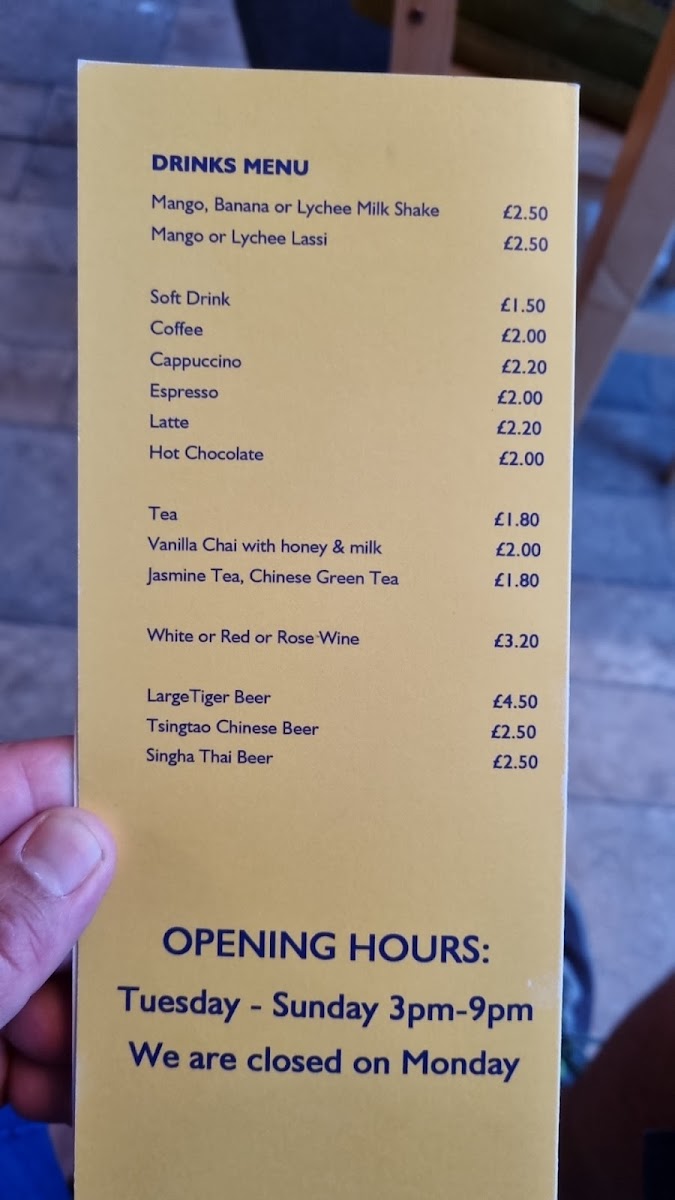 DRINKS MENU
Mango, Banana or Lychee Milk Shake £2.50
Mango or Lychee Lassi £2.50
Soft Drink £1.50
Coffee £2.00
Cappuccino £2.20
Espresso £2.00
Latte £2.20
Hot Chocolate £2.00
Tea £1.80
Vanilla Chai with honey & milk £2.00
Jasmine Tea, Chinese Green Tea £1.80
White or Red or Rose Wine £3.20
LargeTiger Beer £4.50
Tsingtao Chinese Beer £2.50
Singha Thai Beer £2.50
OPENING HOURS:
Tuesday - Sunday 3pm-9pm
We are closed on Monday